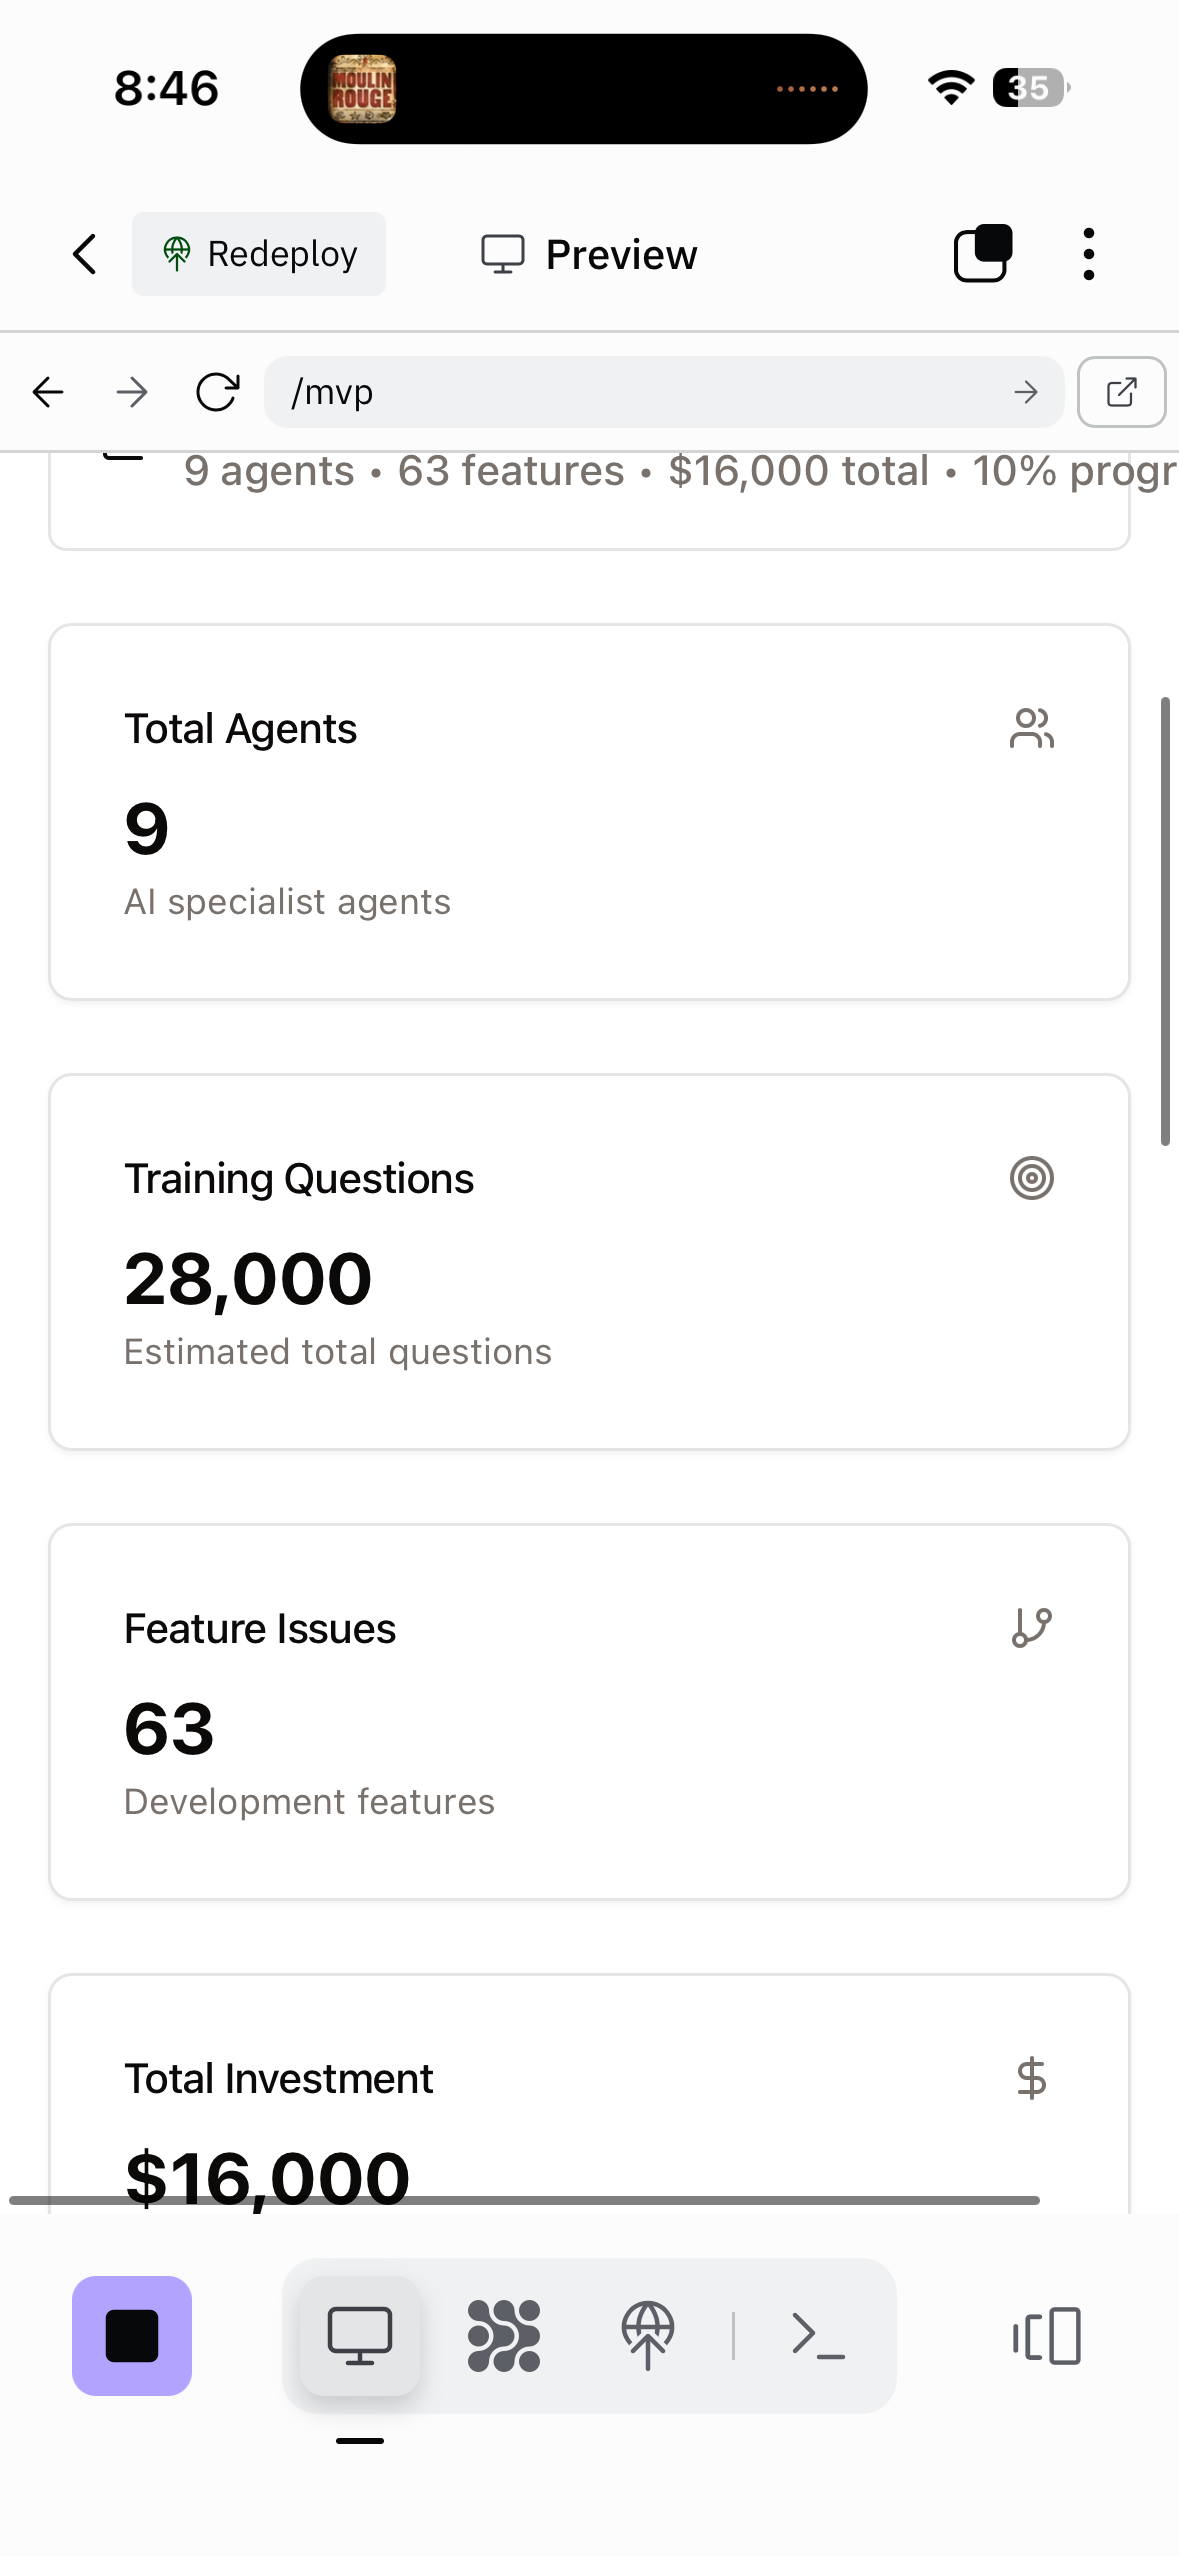 8:46
MOULIN
ROUGE
35
Redeploy
Preview
/mvp
9 agents • 63 features • $16,000 total • 10% progr
Total Agents
9
AI specialist agents
Training Questions
28,000
Estimated total questions
Feature Issues
63
Development features
Total Investment
$16,000